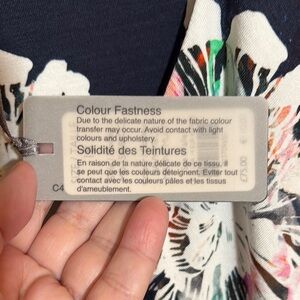 Colour Fastness
Due to the delicate nature of the fabric colour
transfer may occur. Avoid contact with light
colours and upholstery.
Solidité des Teintures
En raison de la nature délicate de ce tissu, il
se peut que les couleurs déteignent. Eviter tout
contact avec les couleurs pâles et les tissus
d'ameublement.
C4
£75.00